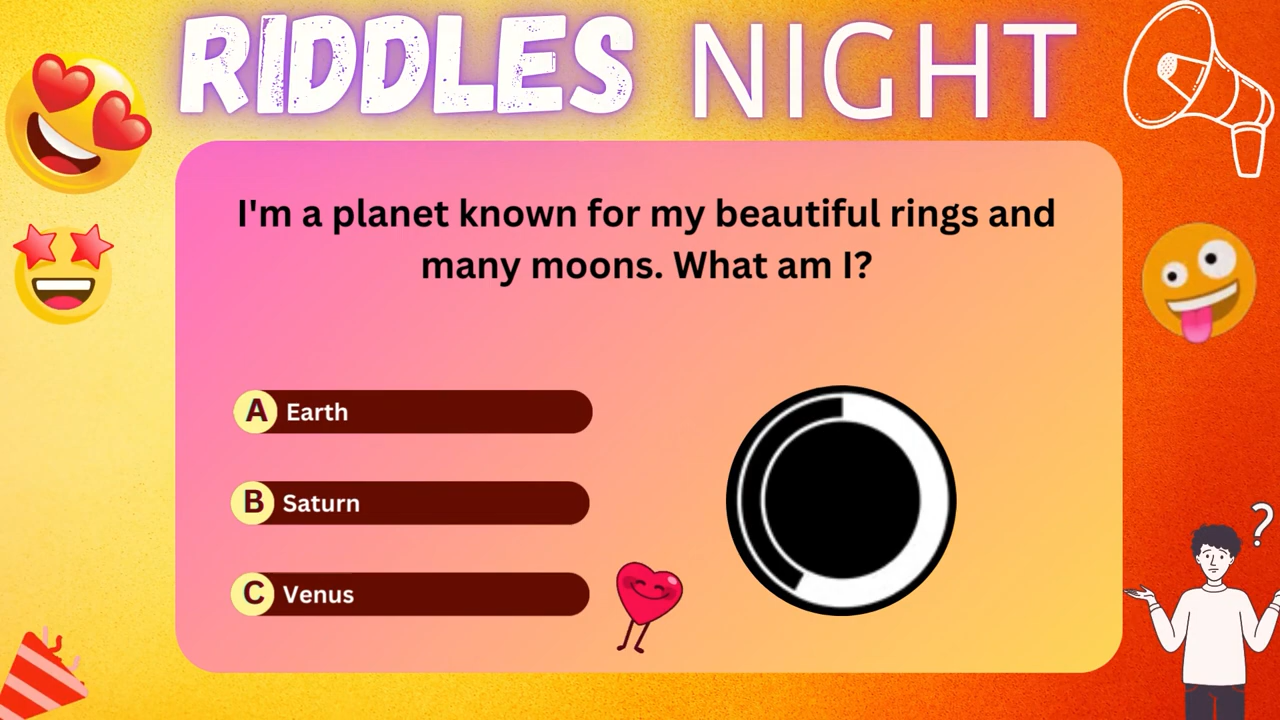 RIDDLES NIGHT
I'm a planet known for my beautiful rings and
many moons. What am I?
A Earth
B Saturn
C Venus
?